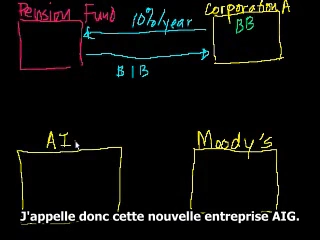 Pension Fund
10%/year
Corporation A
BB
$1B
AI
Moody's
J'appelle donc cette nouvelle entreprise AIG.